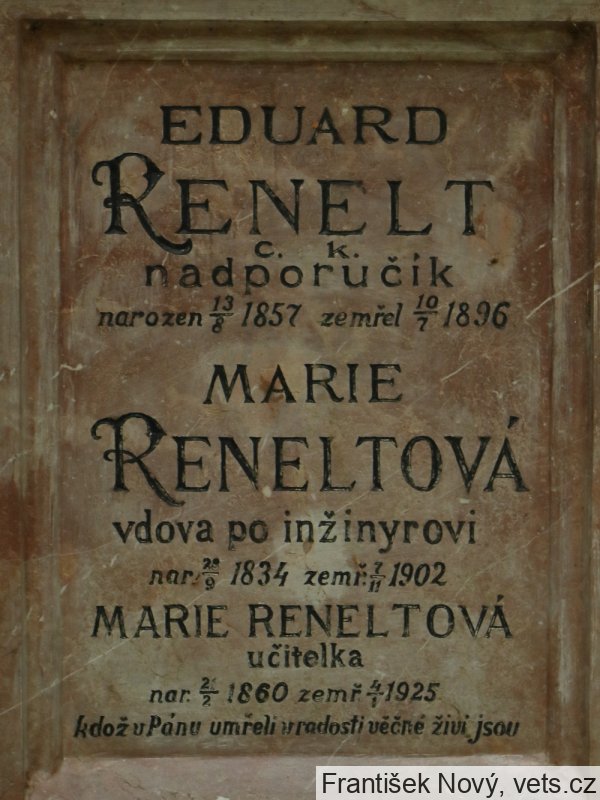 EDUARD
RENELT
c. k.
nadporučík
narozen 13/8 1857 zemřel 10/7 1896
MARIE
RENELTOVÁ
vdova po inžinyrovi
nar. 28/9 1834 zemř. 7/11 1902
MARIE RENELTOVÁ
učitelka
nar. 21/2 1860 zemř 4/1 1925
kdož v Pánu umřeli v radosti věčné živi jsou
František Nový, vets.cz